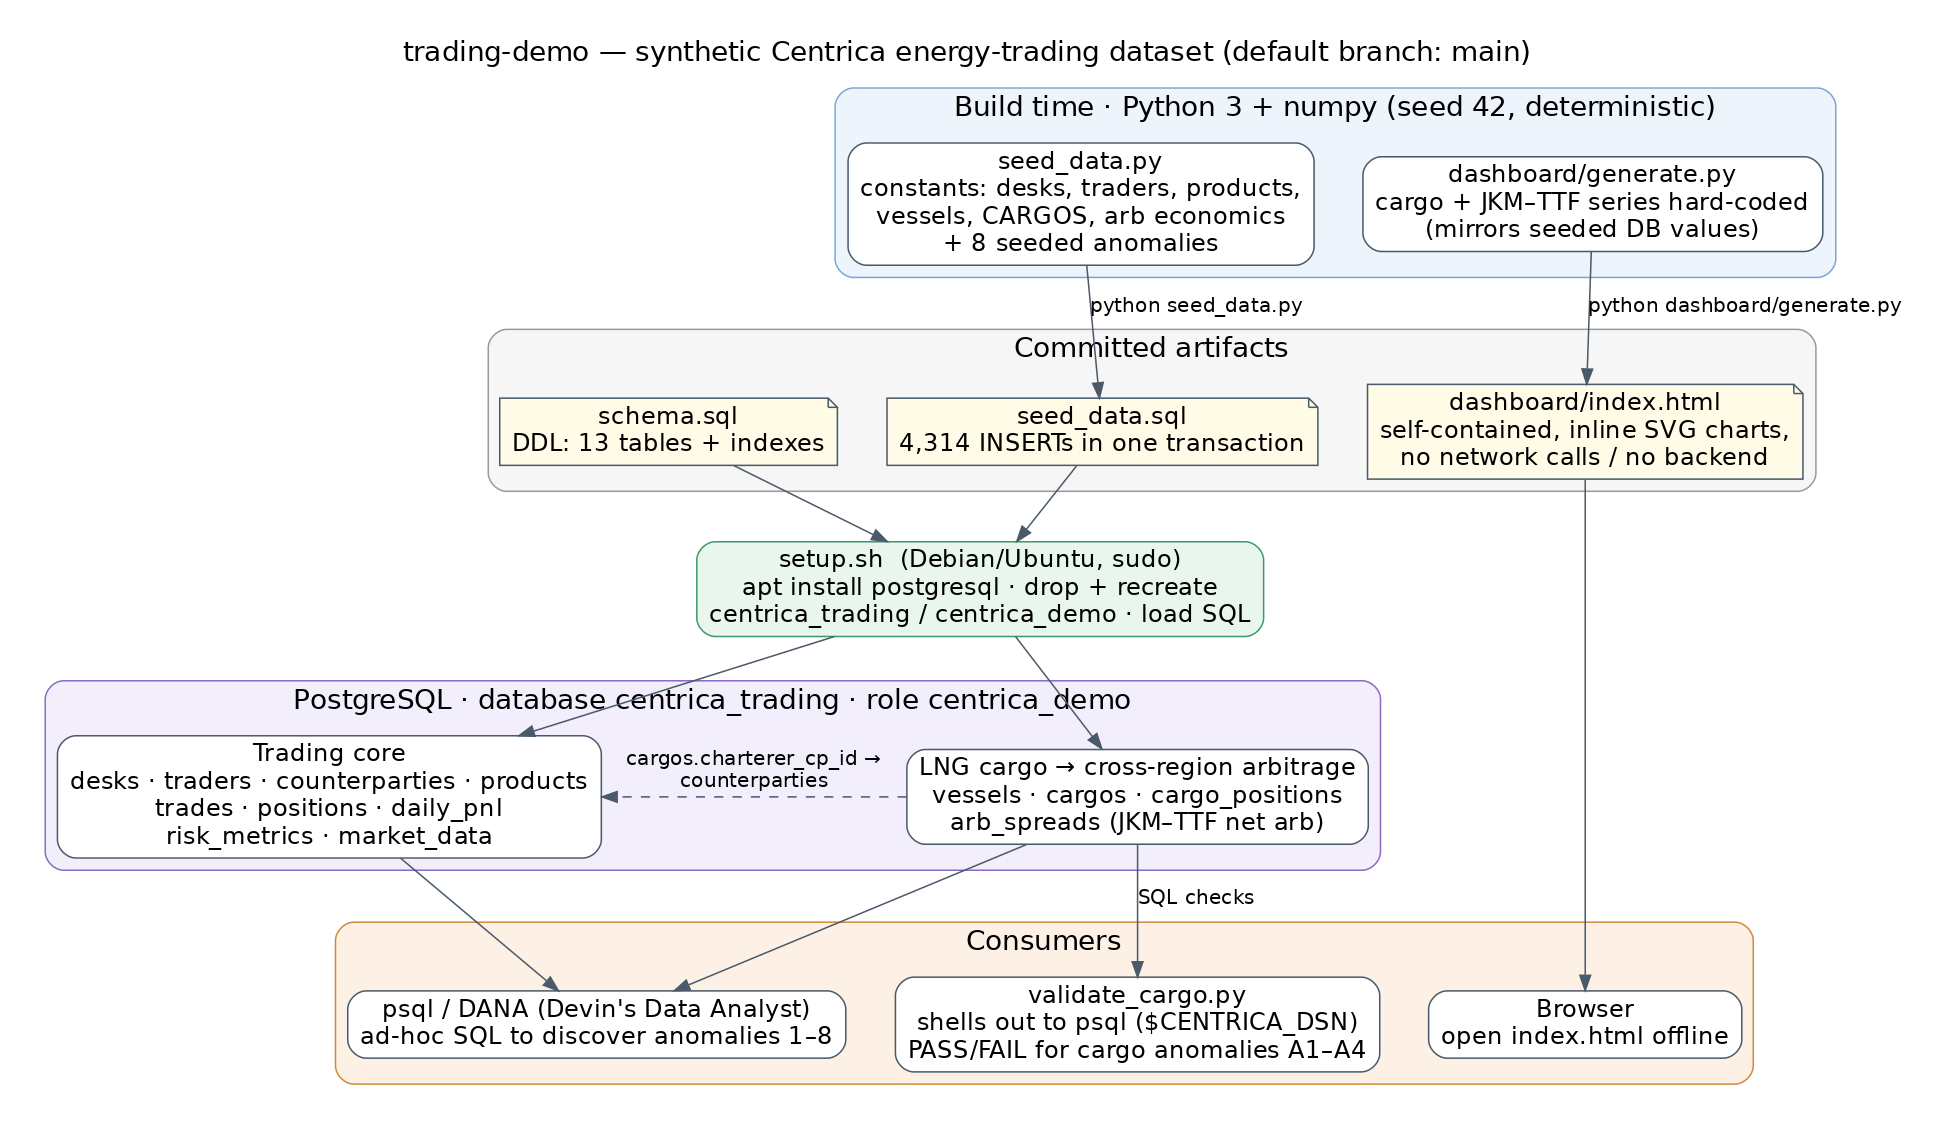 trading-demo — synthetic Centrica energy-trading dataset (default branch: main)
Build time · Python 3 + numpy (seed 42, deterministic)
seed_data.py
constants: desks, traders, products,
vessels, CARGOS, arb economics
+ 8 seeded anomalies
dashboard/generate.py
cargo + JKM–TTF series hard-coded
(mirrors seeded DB values)
python seed_data.py
python dashboard/generate.py
Committed artifacts
schema.sql
DDL: 13 tables + indexes
seed_data.sql
4,314 INSERTs in one transaction
dashboard/index.html
self-contained, inline SVG charts,
no network calls / no backend
setup.sh  (Debian/Ubuntu, sudo)
apt install postgresql · drop + recreate
centrica_trading / centrica_demo · load SQL
PostgreSQL · database centrica_trading · role centrica_demo
Trading core
desks · traders · counterparties · products
trades · positions · daily_pnl
risk_metrics · market_data
cargos.charterer_cp_id →
counterparties
LNG cargo → cross-region arbitrage
vessels · cargos · cargo_positions
arb_spreads (JKM–TTF net arb)
SQL checks
Consumers
psql / DANA (Devin's Data Analyst)
ad-hoc SQL to discover anomalies 1–8
validate_cargo.py
shells out to psql ($CENTRICA_DSN)
PASS/FAIL for cargo anomalies A1–A4
Browser
open index.html offline